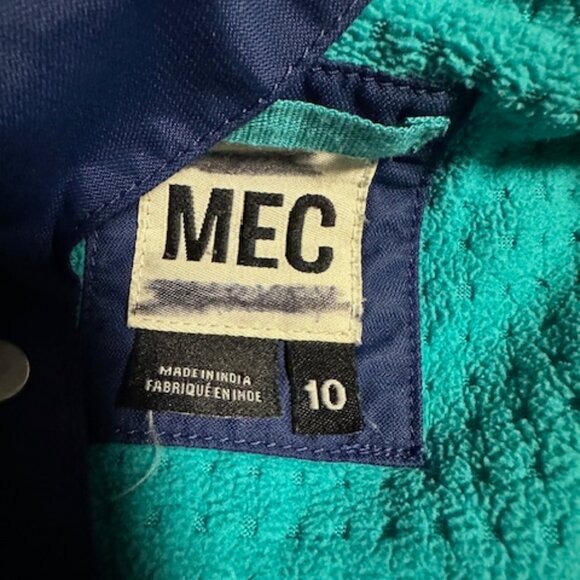 MEC
MADE IN INDIA
FABRIQUÉ EN INDE
10